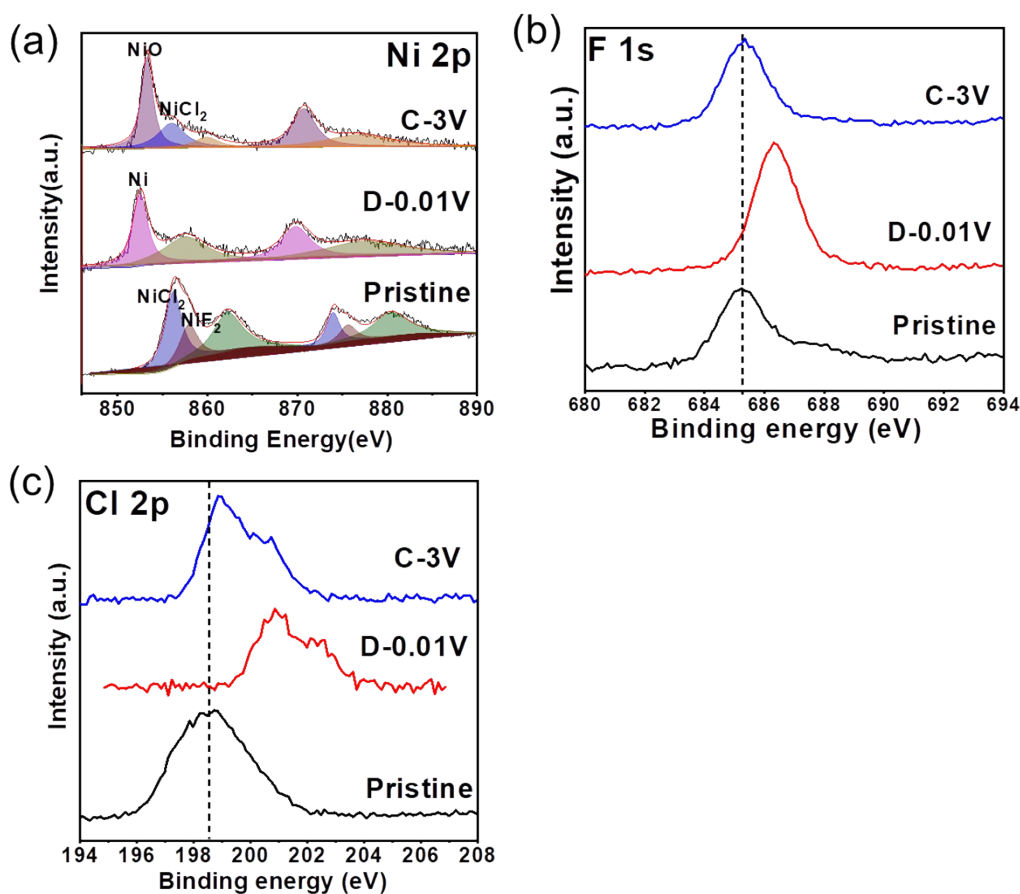 (a)
Ni 2p
NiO
NiCl2
C-3V
Ni
D-0.01V
NiCl2
NiF2
Pristine
Intensity(a.u.)
850 860 870 880 890
Binding Energy(eV)
(b)
F 1s
C-3V
D-0.01V
Pristine
Intensity (a.u.)
680 682 684 686 688 690 692 694
Binding energy (eV)
(c)
Cl 2p
C-3V
D-0.01V
Pristine
Intensity (a.u.)
194 196 198 200 202 204 206 208
Binding energy (eV)